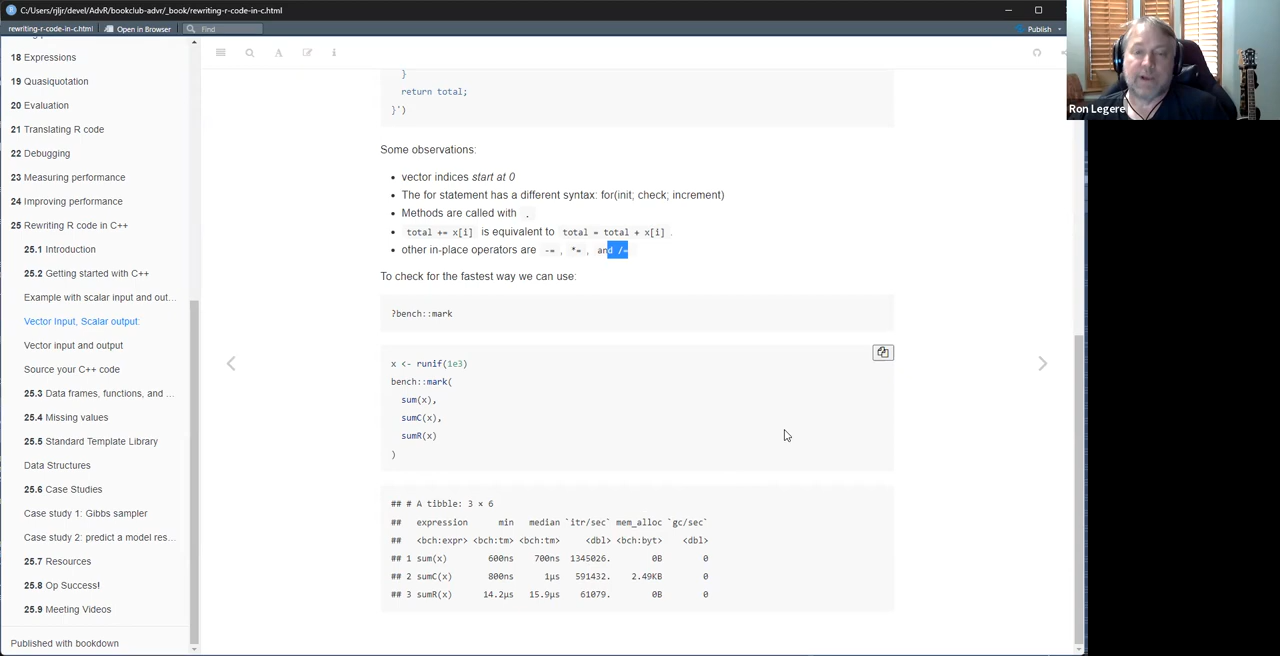 C:/Users/rjljr/devel/AdvR/bookclub-advr/_book/rewriting-r-code-in-c.html
rewriting-r-code-in-c.html
Open in Browser
Find
Publish
18 Expressions
19 Quasiquotation
20 Evaluation
21 Translating R code
22 Debugging
23 Measuring performance
24 Improving performance
25 Rewriting R code in C++
25.1 Introduction
25.2 Getting started with C++
Example with scalar input and out...
Vector Input, Scalar output:
Vector input and output
Source your C++ code
25.3 Data frames, functions, and ...
25.4 Missing values
25.5 Standard Template Library
Data Structures
25.6 Case Studies
Case study 1: Gibbs sampler
Case study 2: predict a model res...
25.7 Resources
25.8 Op Success!
25.9 Meeting Videos
Published with bookdown
}
return total;
}')
Some observations:
• vector indices start at 0
• The for statement has a different syntax: for(init; check; increment)
• Methods are called with .
• total += x[i] is equivalent to total = total + x[i] .
• other in-place operators are -= , *= , and /=
To check for the fastest way we can use:
?bench::mark
x <- runif(1e3)
bench::mark(
sum(x),
sumC(x),
sumR(x)
)
## # A tibble: 3 × 6
## expression min median `itr/sec` mem_alloc `gc/sec`
## <bch:expr> <bch:tm> <bch:tm> <dbl> <bch:byt> <dbl>
## 1 sum(x) 600ns 700ns 1345026. 0B 0
## 2 sumC(x) 800ns 1µs 591432. 2.49KB 0
## 3 sumR(x) 14.2µs 15.9µs 61079. 0B 0
Ron Legere